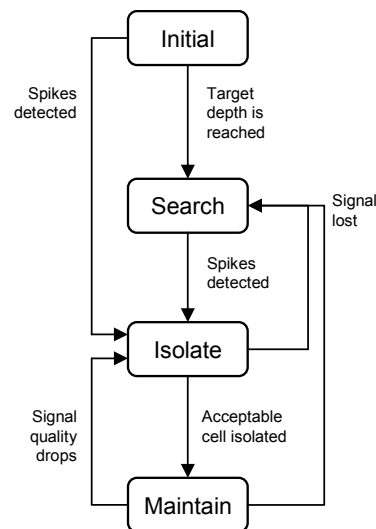 Initial
Spikes
detected
Target
depth is
reached
Search
Signal
lost
Spikes
detected
Isolate
Signal
quality
drops
Acceptable
cell isolated
Maintain